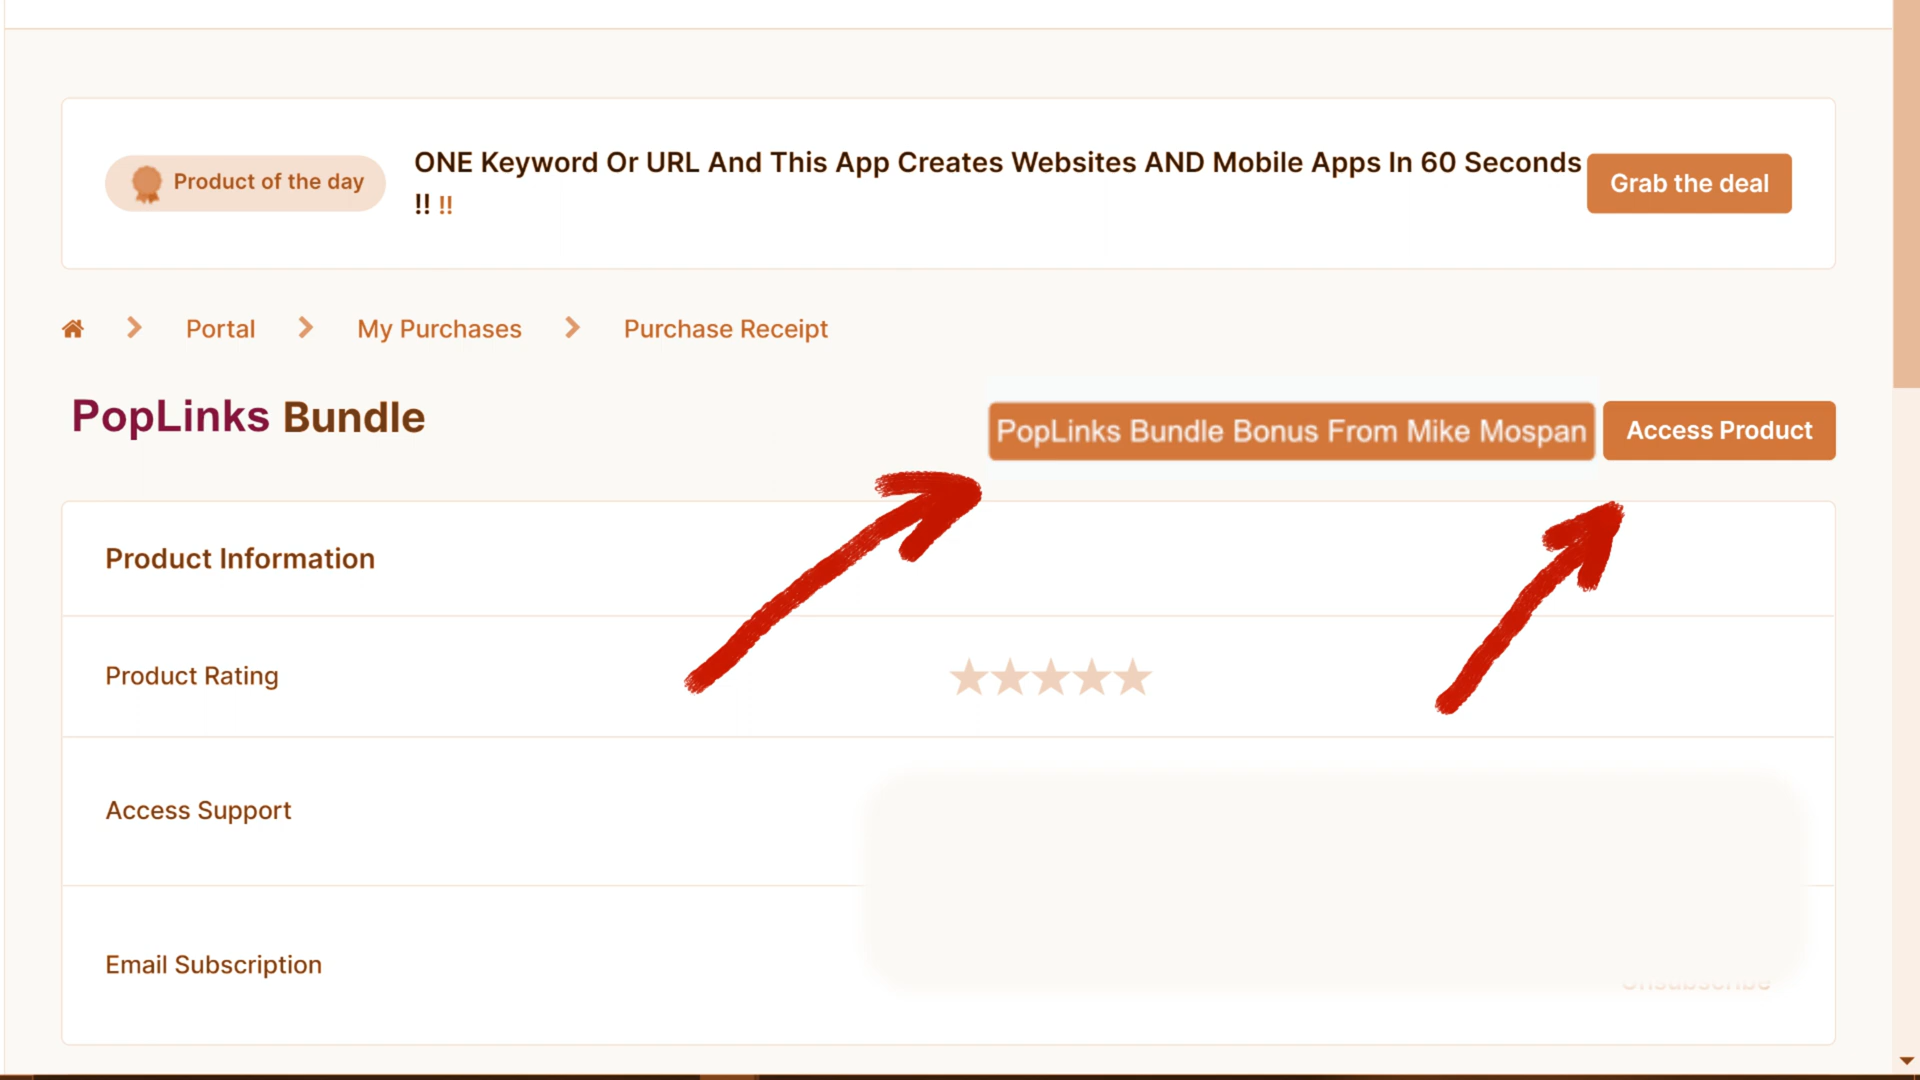 Product of the day
ONE Keyword Or URL And This App Creates Websites AND Mobile Apps In 60 Seconds
!! !!
Grab the deal
Portal
My Purchases
Purchase Receipt
PopLinks Bundle
PopLinks Bundle Bonus From Mike Mospan
Access Product
Product Information
Product Rating
Access Support
Email Subscription